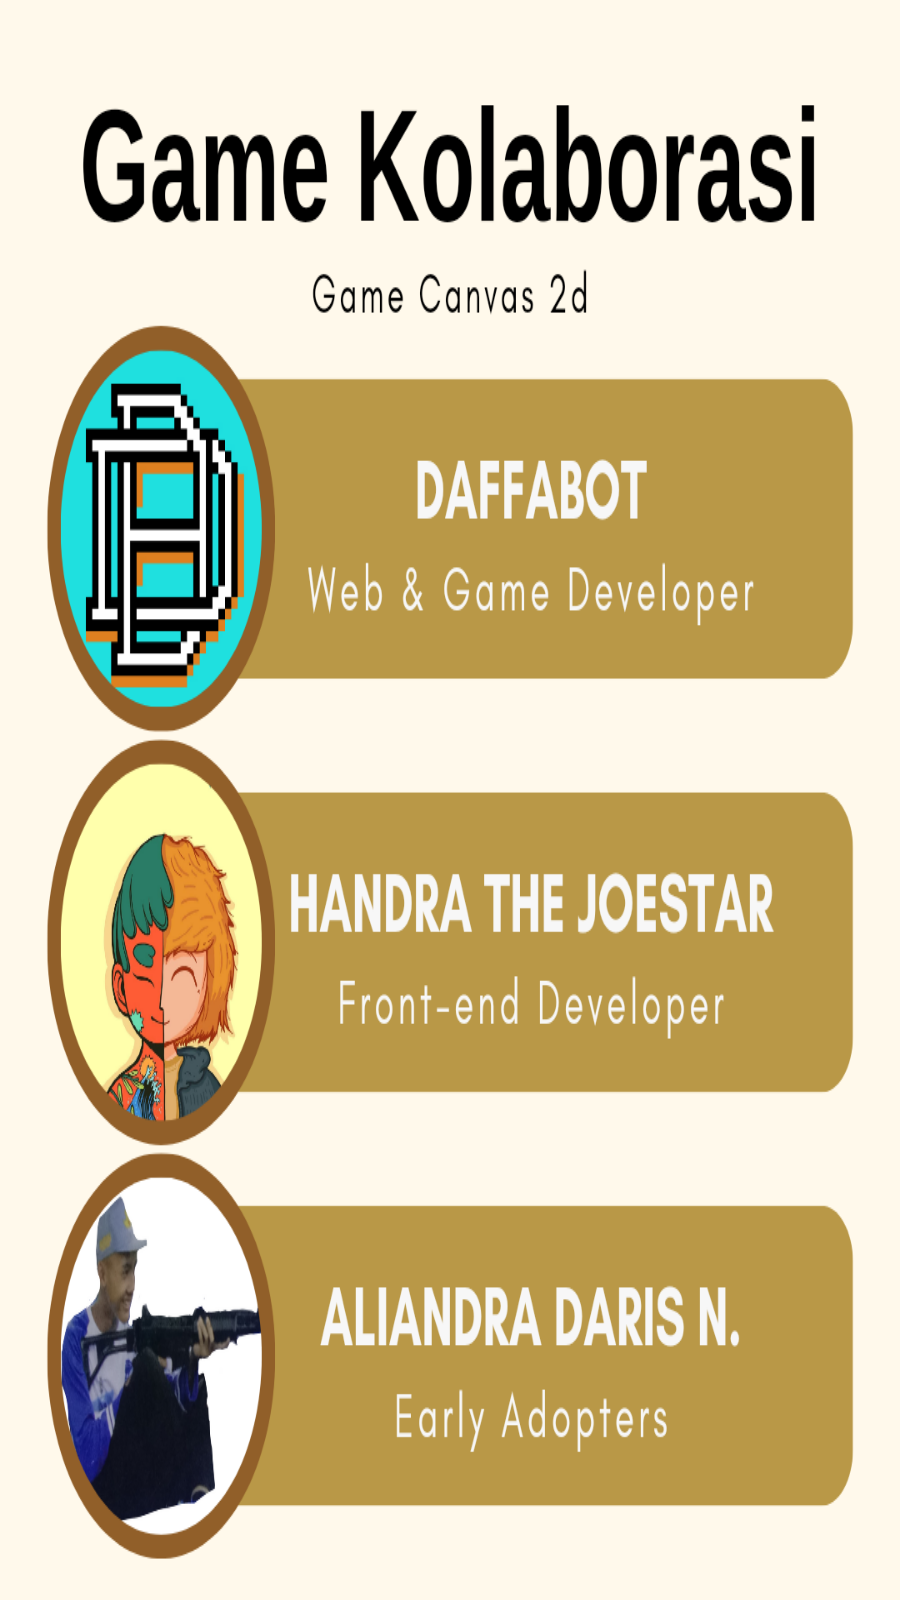 Game Kolaborasi
Game Canvas 2d
DAFFABOT
Web & Game Developer
HANDRA THE JOESTAR
Front-end Developer
ALIANDRA DARIS N.
Early Adopters